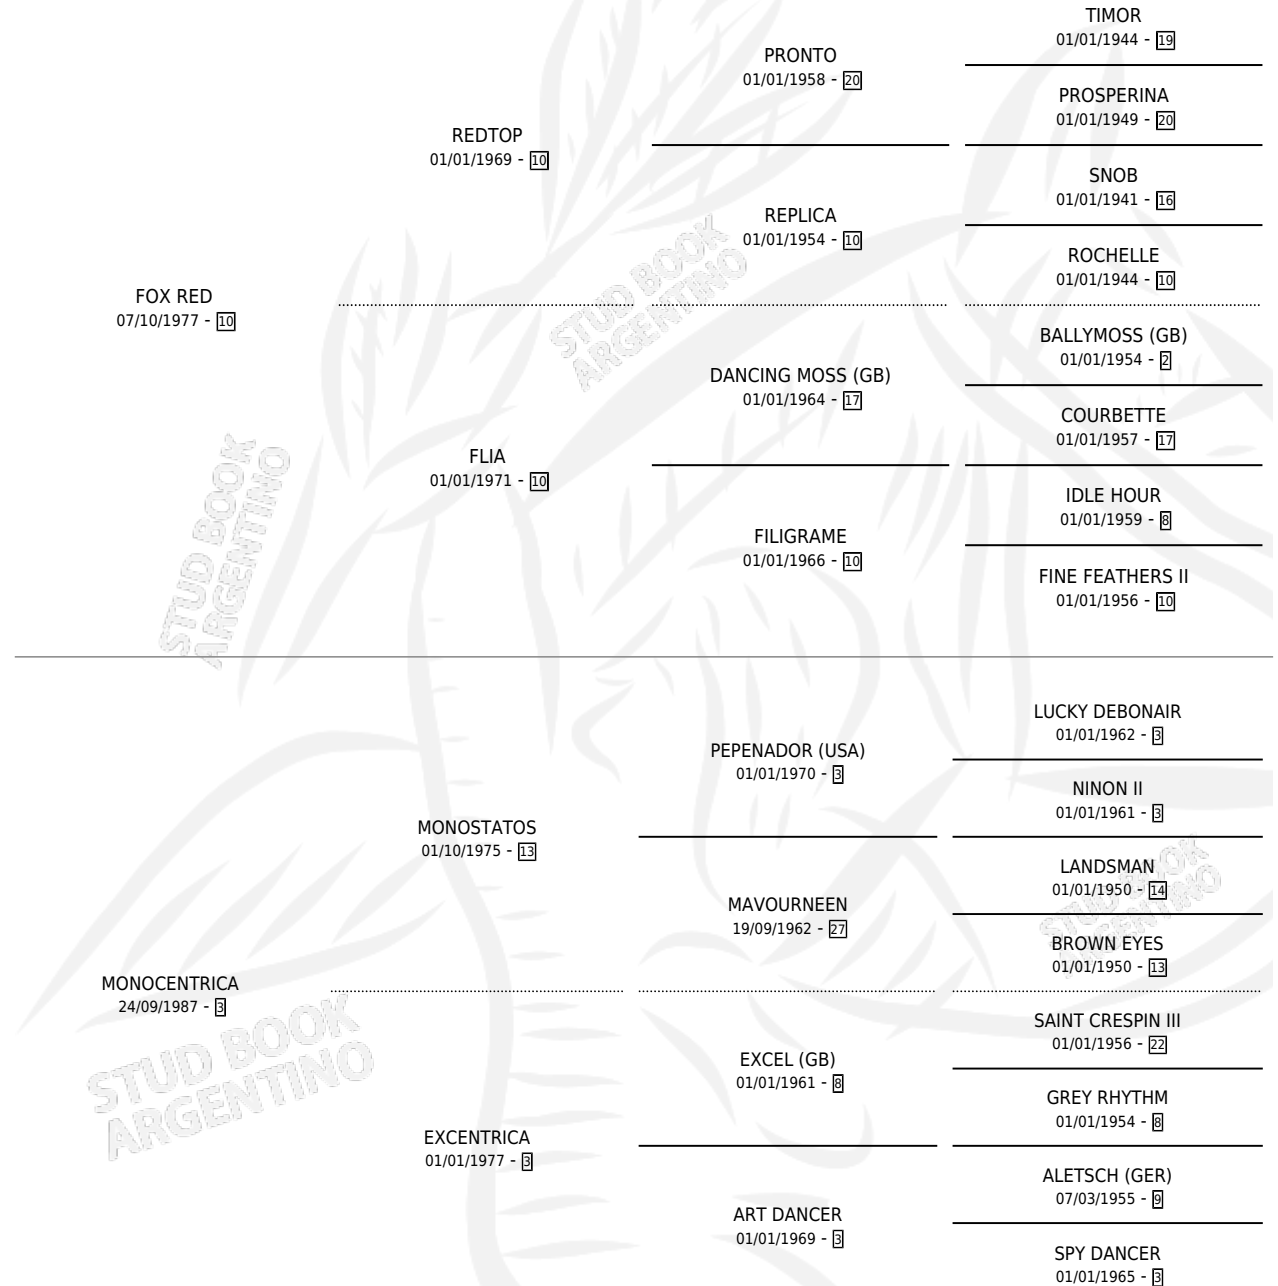 TIMOR
01/01/1944 - 19
PRONTO
01/01/1958 - 20
PROSPERINA
01/01/1949 - 20
REDTOP
01/01/1969 - 10
SNOB
01/01/1941 - 16
REPLICA
01/01/1954 - 10
ROCHELLE
01/01/1944 - 10
FOX RED
07/10/1977 - 10
STUD BOOK
ARGENTINO
BALLYMOSS (GB)
01/01/1954 - 2
DANCING MOSS (GB)
01/01/1964 - 17
COURBETTE
01/01/1957 - 17
FLIA
01/01/1971 - 10
IDLE HOUR
01/01/1959 - 8
FILIGRAME
01/01/1966 - 10
FINE FEATHERS II
01/01/1956 - 10
STUD BOOK
ARGENTINO
LUCKY DEBONAIR
01/01/1962 - 3
PEPENADOR (USA)
01/01/1970 - 3
NINON II
01/01/1961 - 3
MONOSTATOS
01/10/1975 - 13
LANDSMAN
01/01/1950 - 14
MAVOURNEEN
19/09/1962 - 27
BROWN EYES
01/01/1950 - 13
STUD BOOK
ARGENTINO
MONOCENTRICA
24/09/1987 - 3
STUD BOOK
ARGENTINO
SAINT CRESPIN III
01/01/1956 - 22
EXCEL (GB)
01/01/1961 - 8
GREY RHYTHM
01/01/1954 - 8
EXCENTRICA
01/01/1977 - 3
ALETSCH (GER)
07/03/1955 - 9
ART DANCER
01/01/1969 - 3
SPY DANCER
01/01/1965 - 3